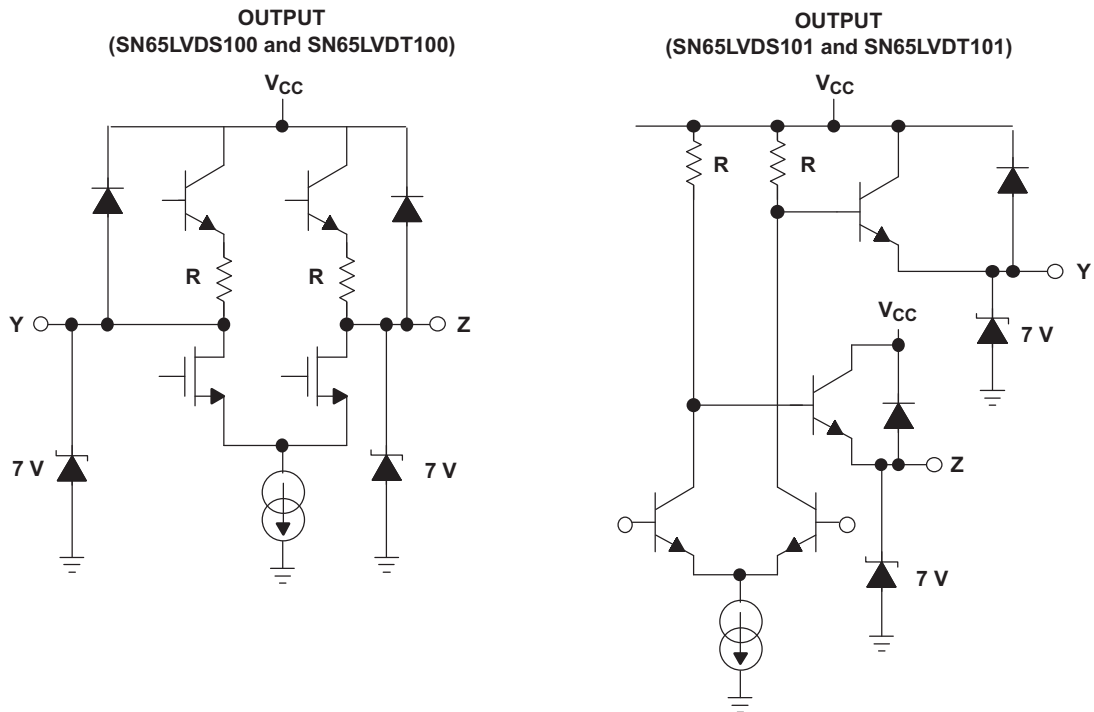 OUTPUT
(SN65LVDS100 and SN65LVDT100)
VCC
R
R
Y
Z
7 V
7 V
OUTPUT
(SN65LVDS101 and SN65LVDT101)
VCC
R
R
Y
7 V
VCC
Z
7 V